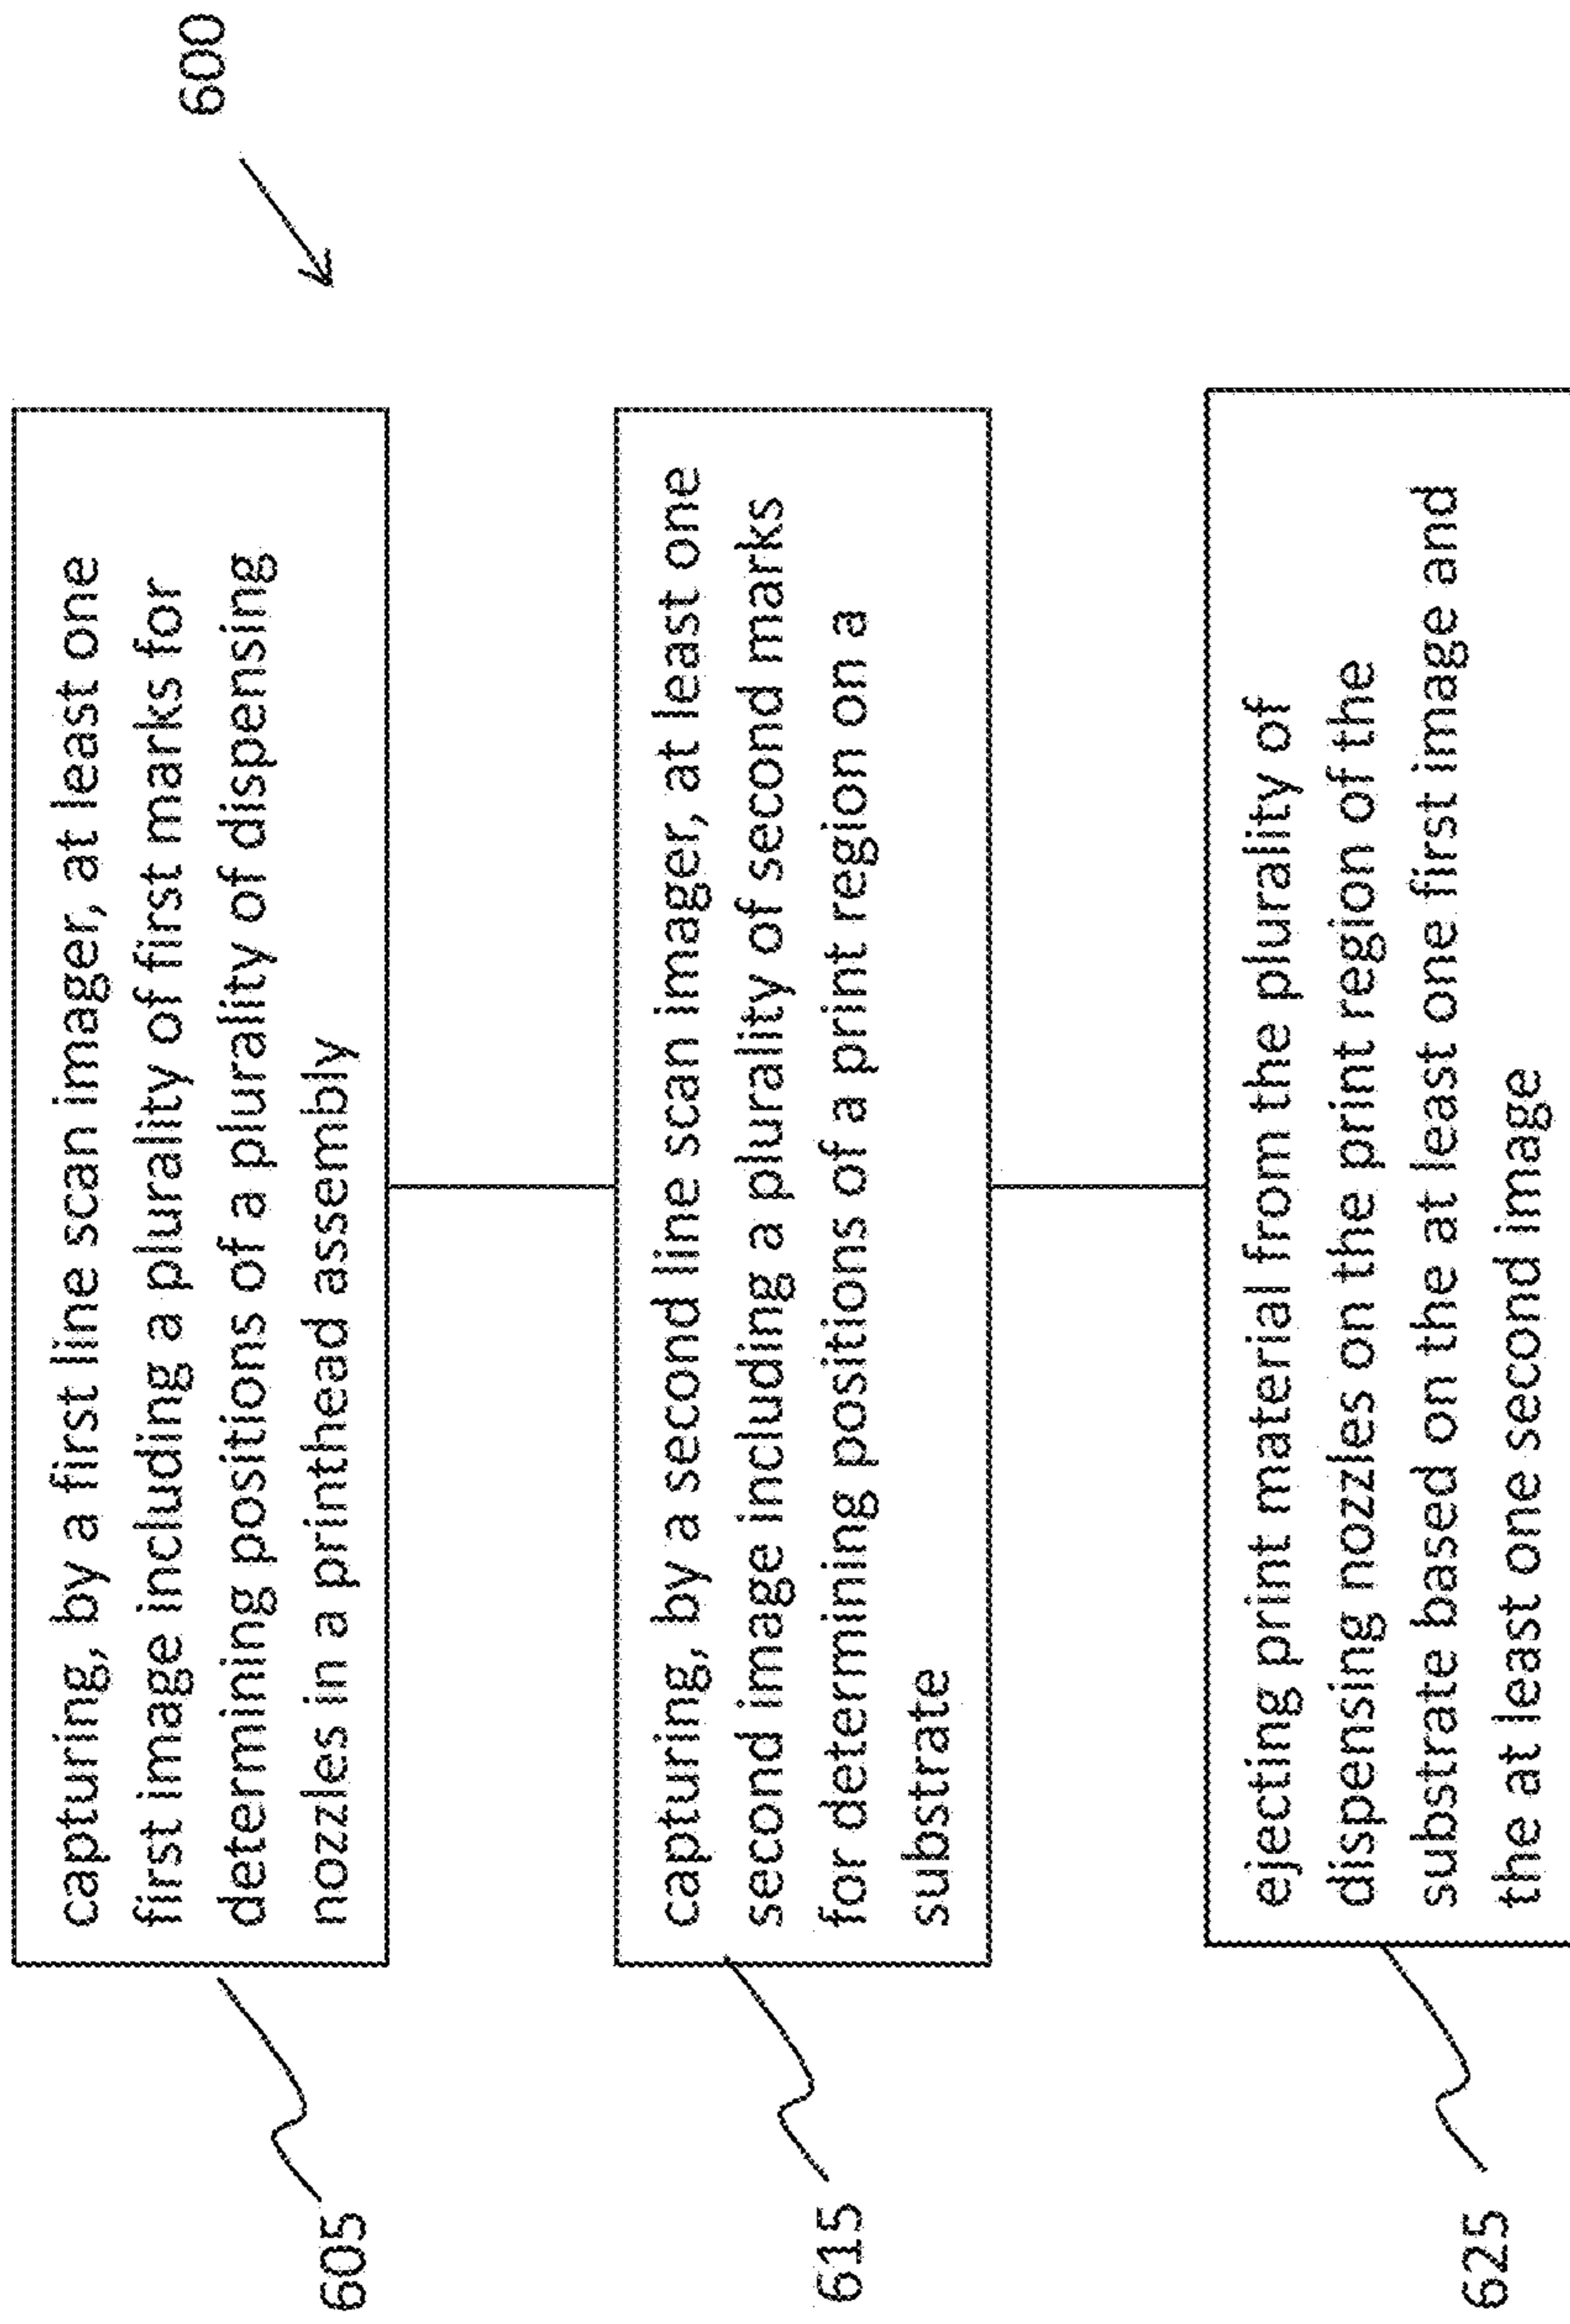 600
605
capturing, by a first line scan imager, at least one
first image including a plurality of first marks for
determining positions of a plurality of dispensing
nozzles in a printhead assembly
615
capturing, by a second line scan imager, at least one
second image including a plurality of second marks
for determining positions of a print region on a
substrate
625
ejecting print material from the plurality of
dispensing nozzles on the print region of the
substrate based on the at least one first image and
the at least one second image